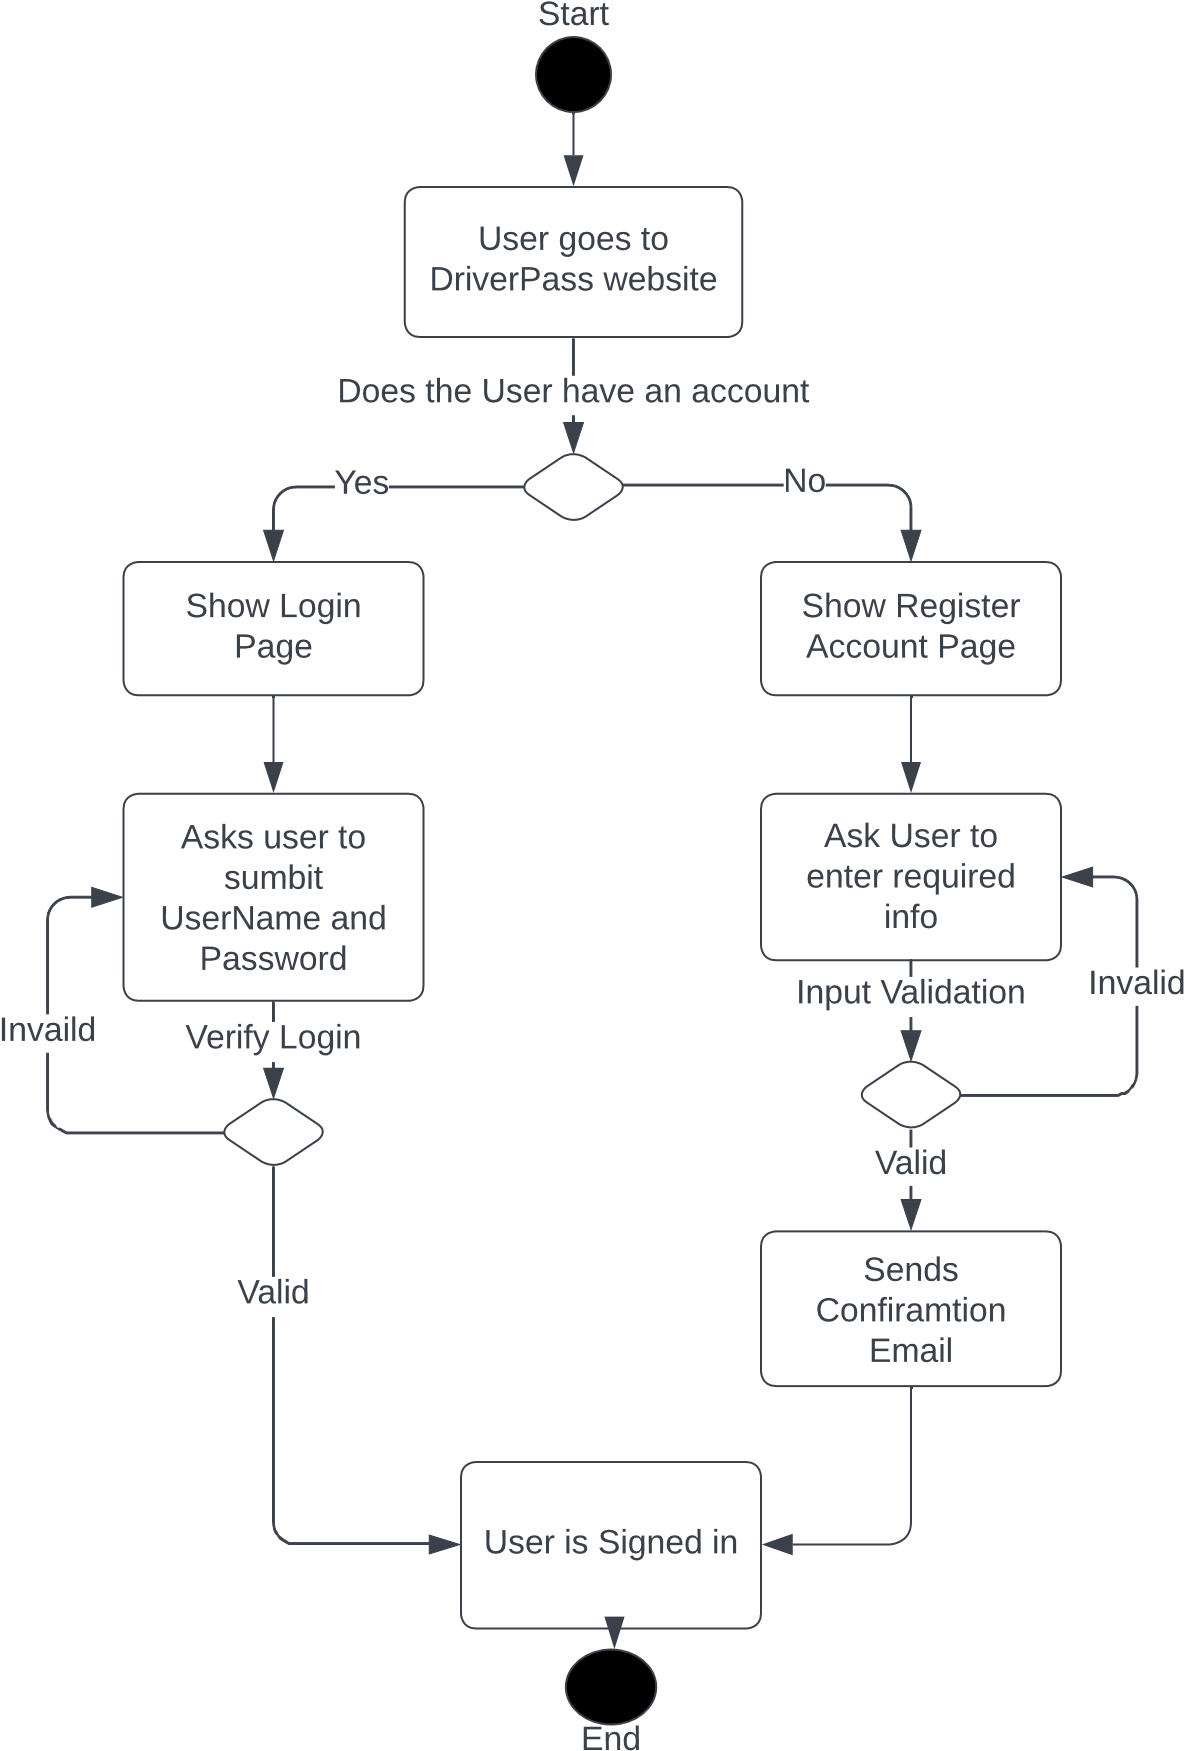 Start
User goes to
DriverPass website
Does the User have an account
Yes
No
Show Login
Page
Show Register
Account Page
Asks user to
sumbit
UserName and
Password
Ask User to
enter required
info
Invaild
Verify Login
Input Validation
Invalid
Valid
Valid
Sends
Confiramtion
Email
User is Signed in
End